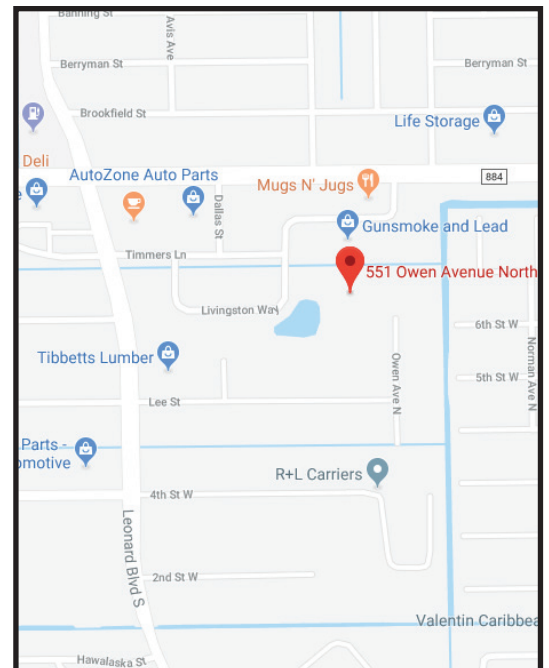 Banning St
Avis Ave
Berryman St
Berryman St
Brookfield St
Life Storage
Deli
AutoZone Auto Parts
884
Mugs N' Jugs
Dallas St
Gunsmoke and Lead
Timmers Ln
551 Owen Avenue North
Livingston Way
6th St W
Norman Ave N
Tibbetts Lumber
Owen Ave N
5th St W
Lee St
Parts -
omotive
R+L Carriers
4th St W
Leonard Blvd S
2nd St W
Valentin Caribbea
Hawalaska St